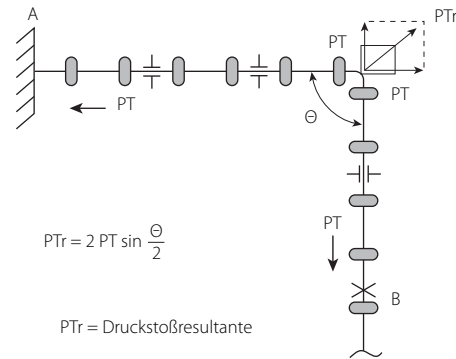 A
PTr
PT
PT
PT
Θ
PT
B
PTr = 2 PT sin Θ/2
PTr = Druckstoßresultante